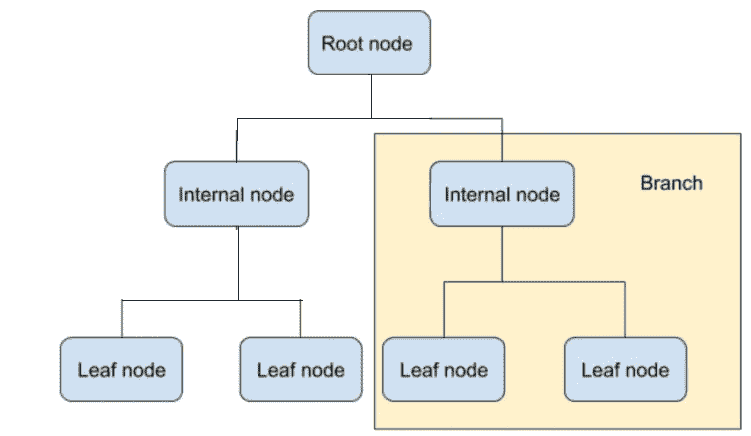 Root node
Internal node
Internal node
Branch
Leaf node
Leaf node
Leaf node
Leaf node